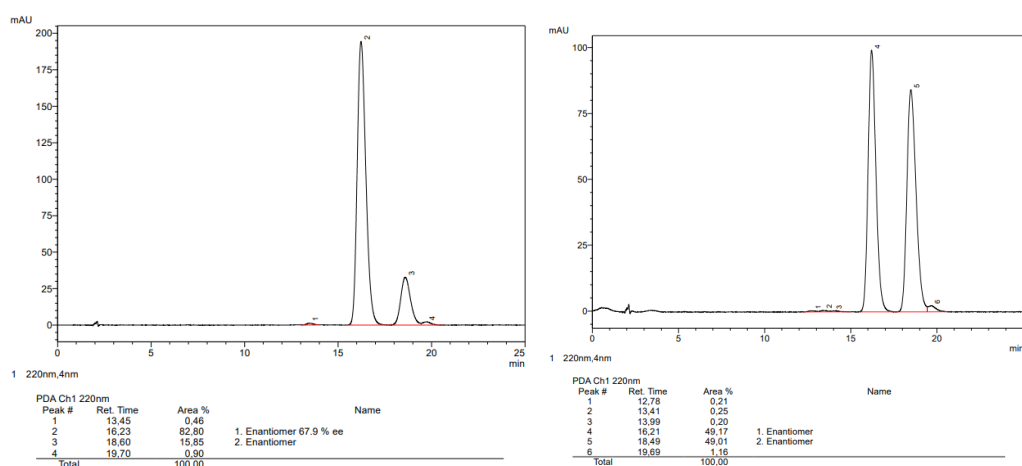 mAU
200
175
150
125
100
75
50
25
0
1
2
3
4
0 5 10 15 20 25
min
1 220nm,4nm
PDA Ch1 220nm
Peak # Ret. Time Area % Name
1 13,45 0,46
2 16,23 82,80 1. Enantiomer 67.9 % ee
3 18,60 15,85 2. Enantiomer
4 19,70 0,90
Total 100,00
mAU
100
75
50
25
0
1
2
3
4
5
6
0 5 10 15 20
min
1 220nm,4nm
PDA Ch1 220nm
Peak # Ret. Time Area % Name
1 12,78 0,21
2 13,41 0,25
3 13,99 0,20
4 16,21 49,17 1. Enantiomer
5 18,49 49,01 2. Enantiomer
6 19,69 1,16
Total 100,00